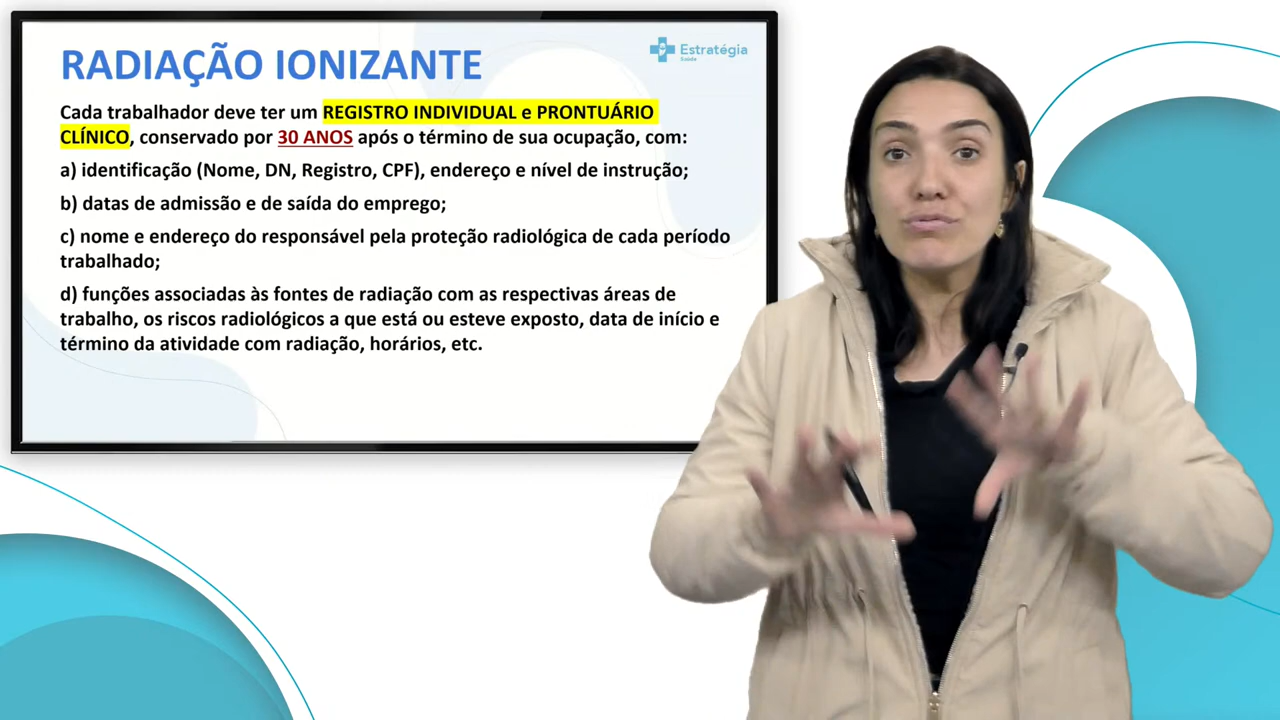 RADIAÇÃO IONIZANTE
Estratégia
Saúde
Cada trabalhador deve ter um REGISTRO INDIVIDUAL e PRONTUÁRIO
CLÍNICO, conservado por 30 ANOS após o término de sua ocupação, com:
a) identificação (Nome, DN, Registro, CPF), endereço e nível de instrução;
b) datas de admissão e de saída do emprego;
c) nome e endereço do responsável pela proteção radiológica de cada período
trabalhado;
d) funções associadas às fontes de radiação com as respectivas áreas de
trabalho, os riscos radiológicos a que está ou esteve exposto, data de início e
término da atividade com radiação, horários, etc.